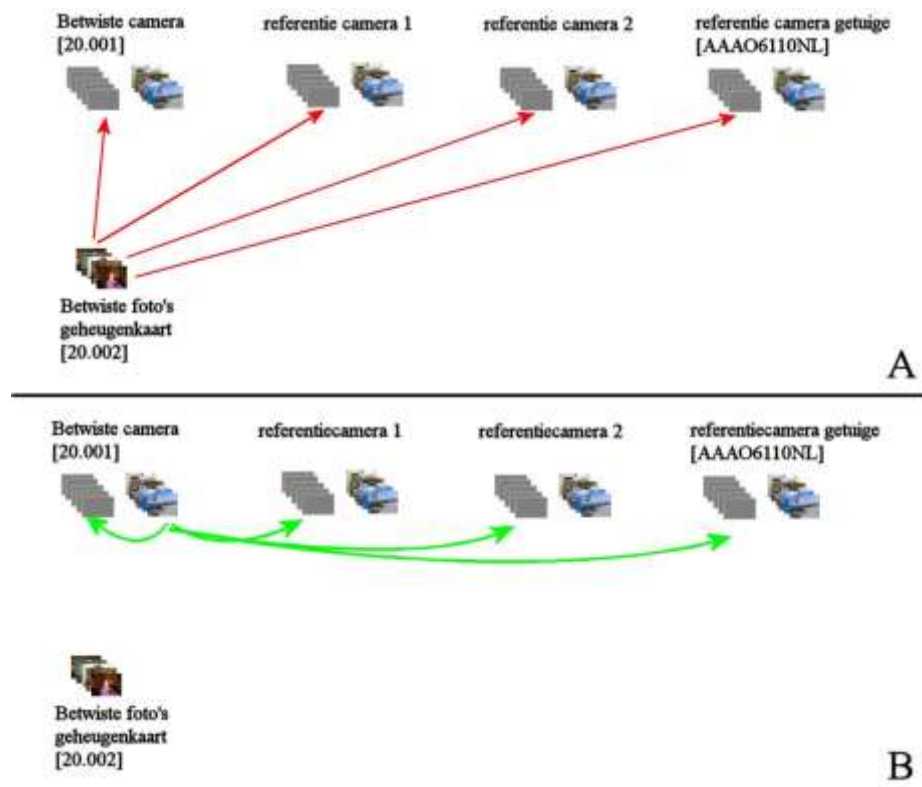 Betwiste camera
[20.001]
referentie camera 1
referentie camera 2
referentie camera getuige
[AAAO6110NL]
Betwiste foto's
geheugenkaart
[20.002]
A
Betwiste camera
[20.001]
referentiecamera 1
referentiecamera 2
referentiecamera getuige
[AAAO6110NL]
Betwiste foto's
geheugenkaart
[20.002]
B